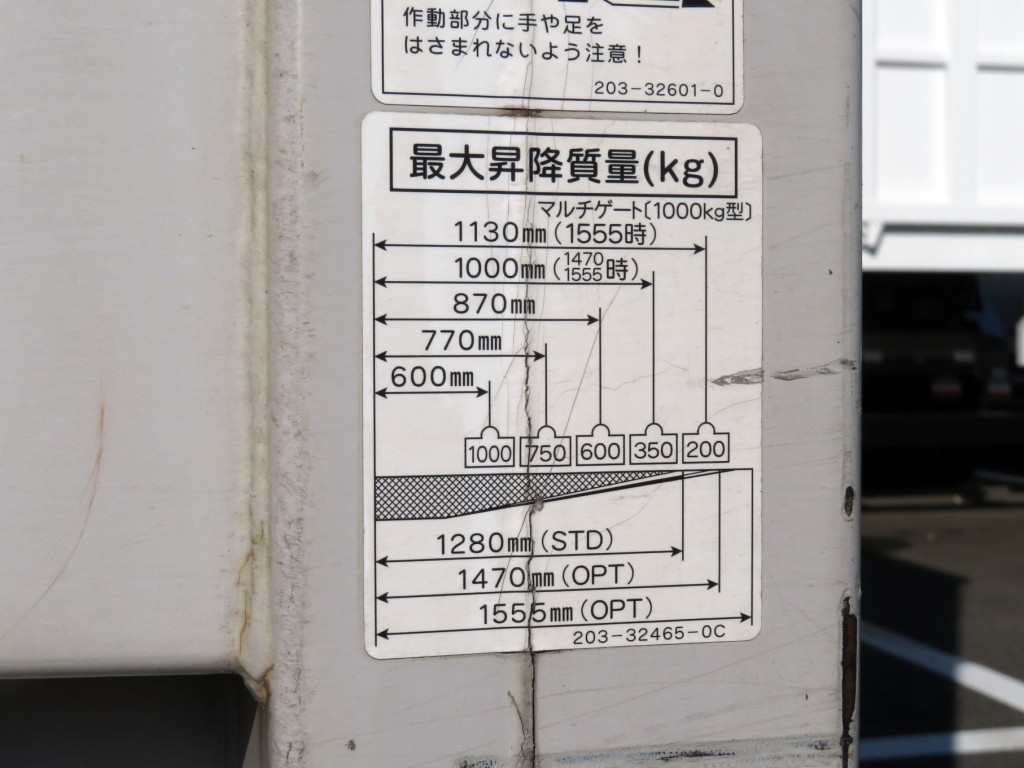 作動部分に手や足を
はさまれないよう注意！
203-32601-0
最大昇降質量(kg)
マルチゲート〔1000kg型〕
1130mm(1555時)
1000mm(1470 1555時)
870mm
770mm
600mm
1000 750 600 350 200
1280mm(STD)
1470mm(OPT)
1555mm(OPT)
203-32465-0C